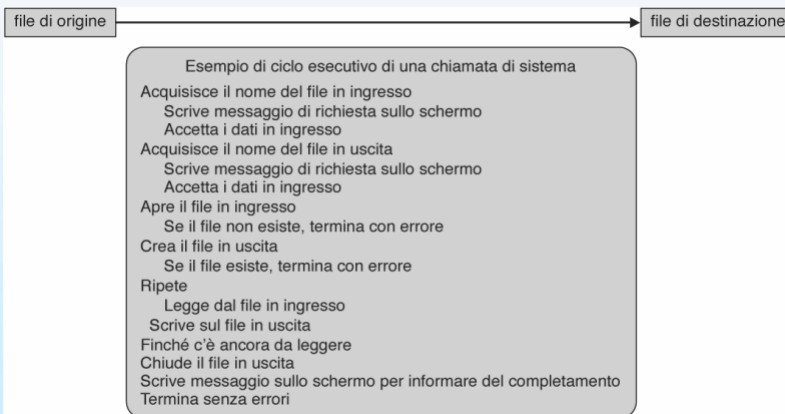 file di origine
file di destinazione
Esempio di ciclo esecutivo di una chiamata di sistema
Acquisisce il nome del file in ingresso
Scrive messaggio di richiesta sullo schermo
Accetta i dati in ingresso
Acquisisce il nome del file in uscita
Scrive messaggio di richiesta sullo schermo
Accetta i dati in ingresso
Apre il file in ingresso
Se il file non esiste, termina con errore
Crea il file in uscita
Se il file esiste, termina con errore
Ripete
Legge dal file in ingresso
Scrive sul file in uscita
Finché c'è ancora da leggere
Chiude il file in uscita
Scrive messaggio sullo schermo per informare del completamento
Termina senza errori